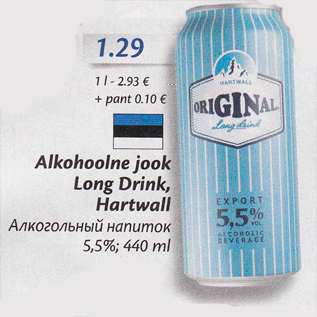 1.29
1 l - 2.93 €
+ pant 0.10 €
Alkohoolne jook
Long Drink,
Hartwall
Алкогольный напиток
5,5%; 440 ml
HARTWALL
ORIGINAL
Long drink
EXPORT
5,5% VOL.
ALCOHOLIC
BEVERAGE